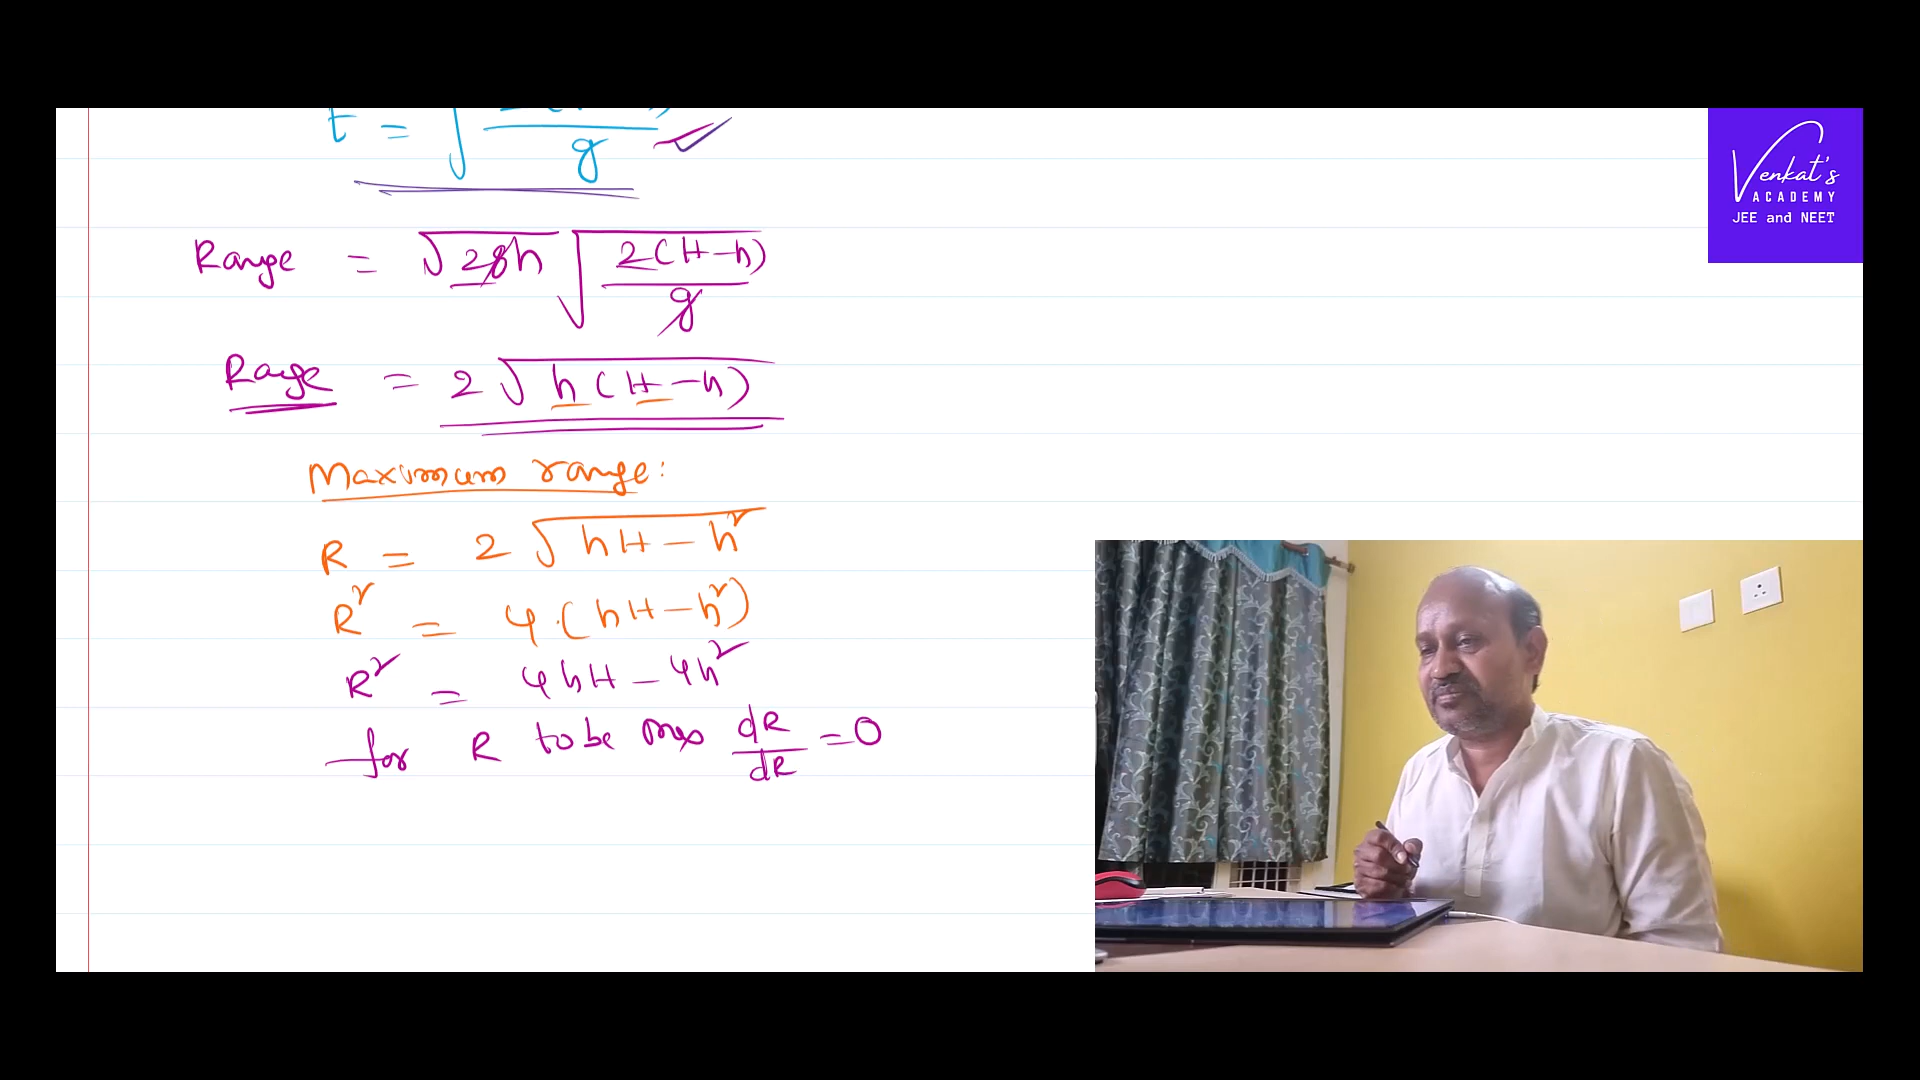 t = √ g
Venkat's
ACADEMY
JEE and NEET
Range = √2gh √2(H-h)/g
Range = 2√h(H-h)
Maximum range:
R = 2√hH-h²
R² = 4.(hH-h²)
R² = 4hH-4h²
for R to be max dR/dR =0